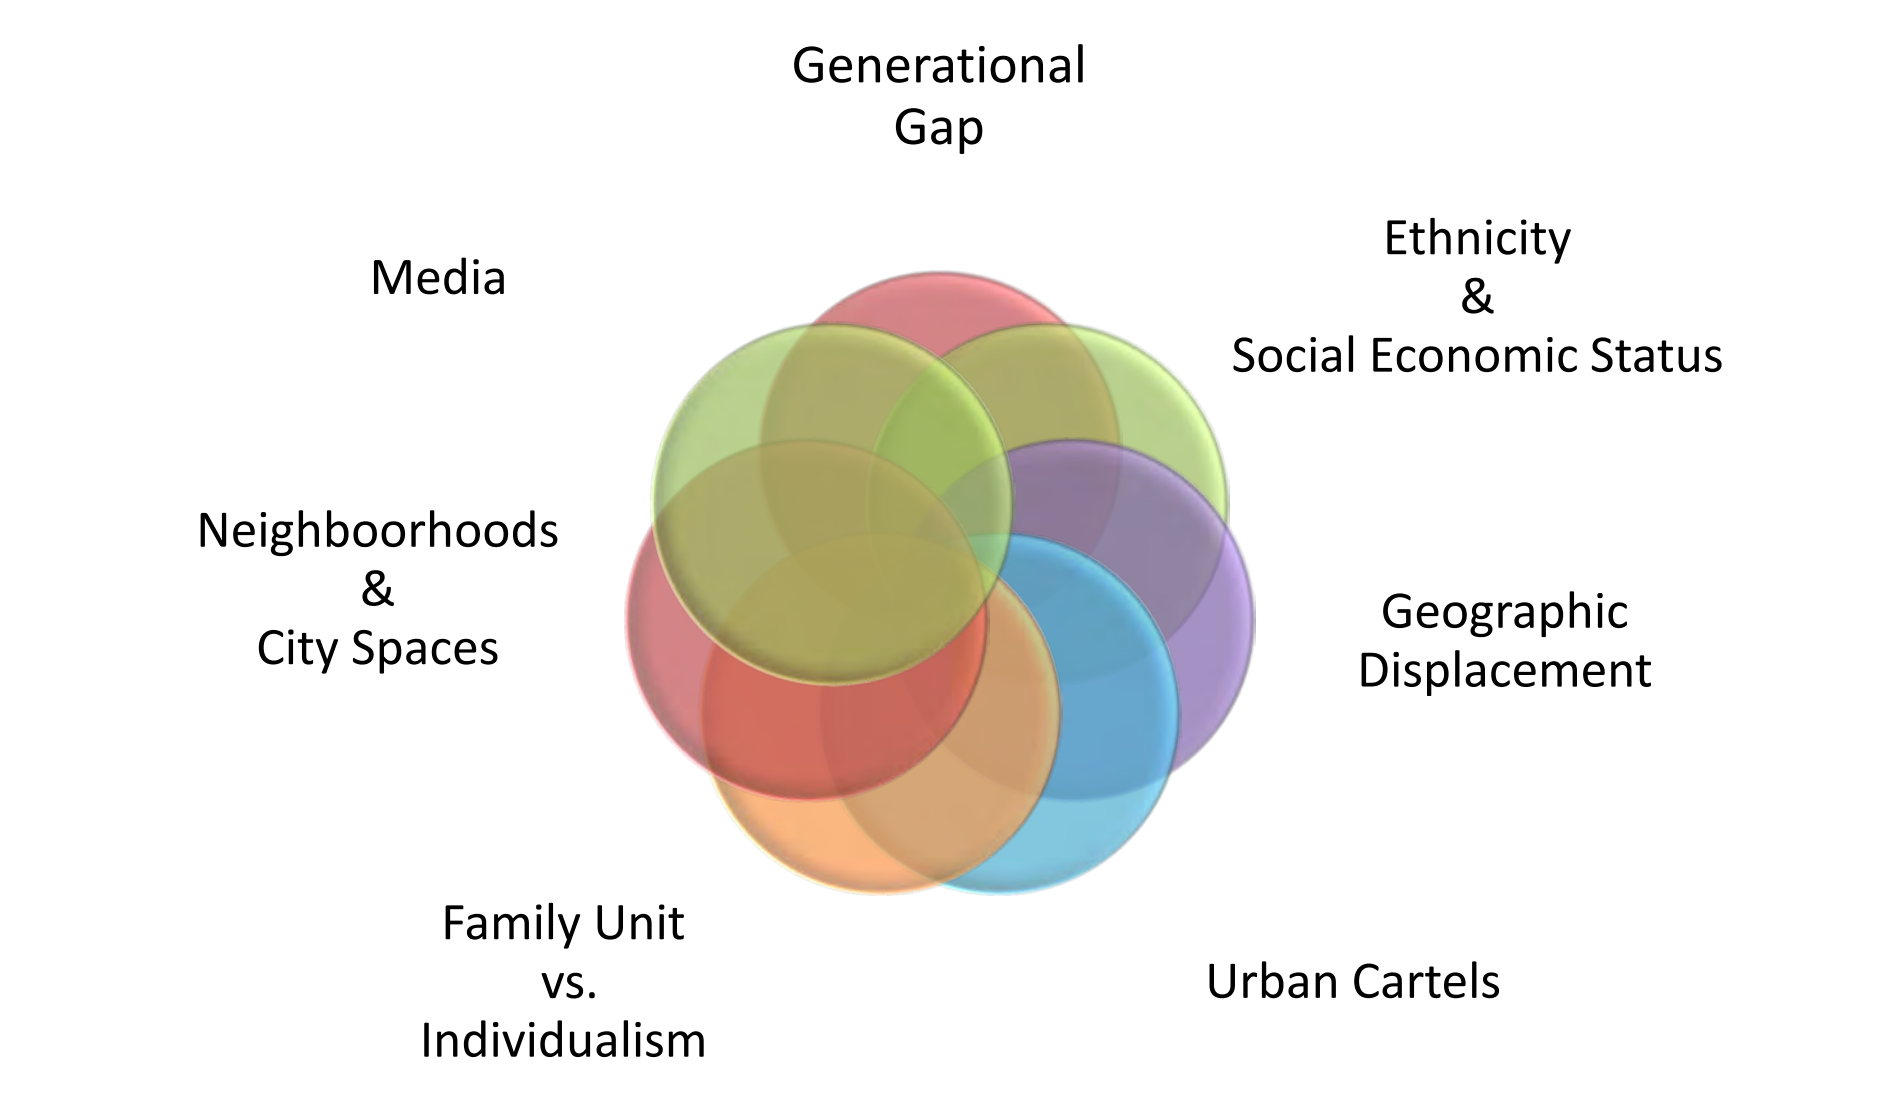 Generational
Gap
Ethnicity
&
Social Economic Status
Media
Neighboorhoods
&
City Spaces
Geographic
Displacement
Family Unit
vs.
Individualism
Urban Cartels